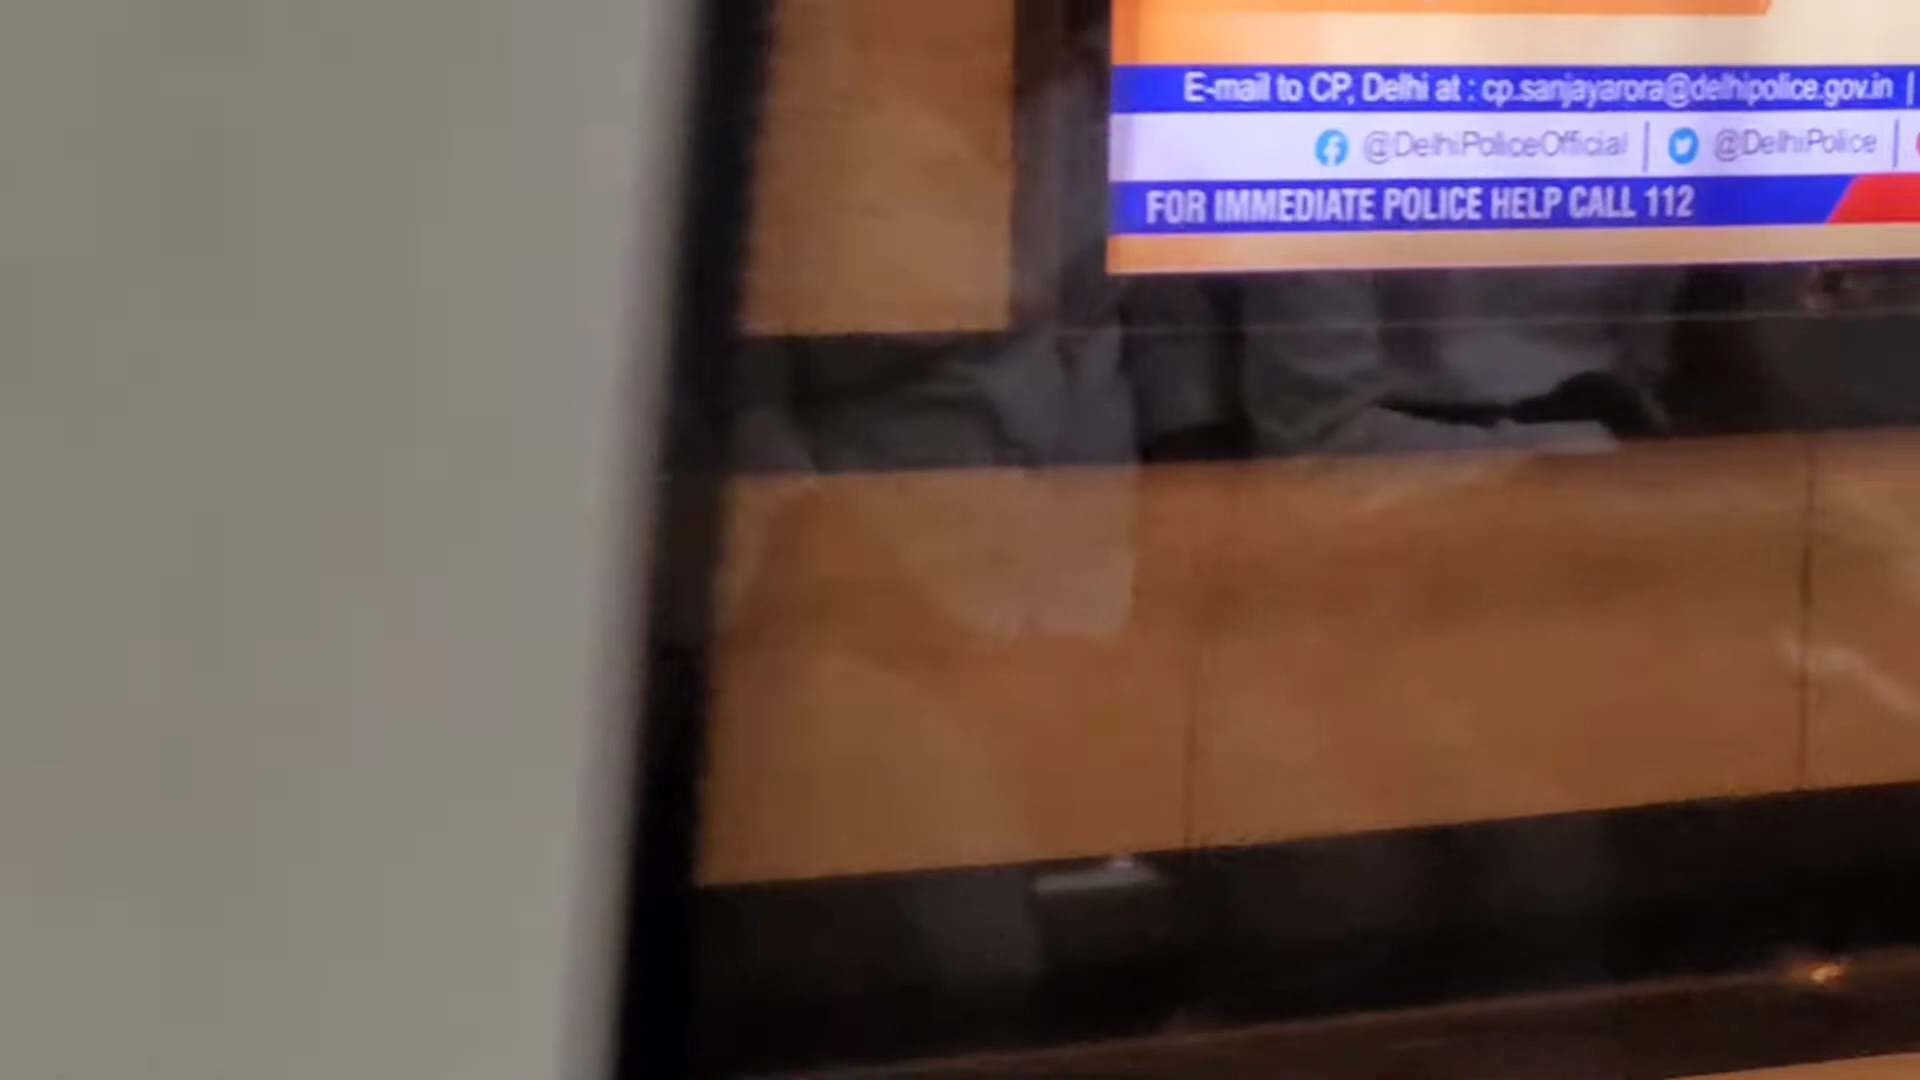 E-mail to CP, Delhi at : cp.sanjayarora@delhipolice.gov.in |
@DelhiPoliceOfficial | @DelhiPolice |
FOR IMMEDIATE POLICE HELP CALL 112